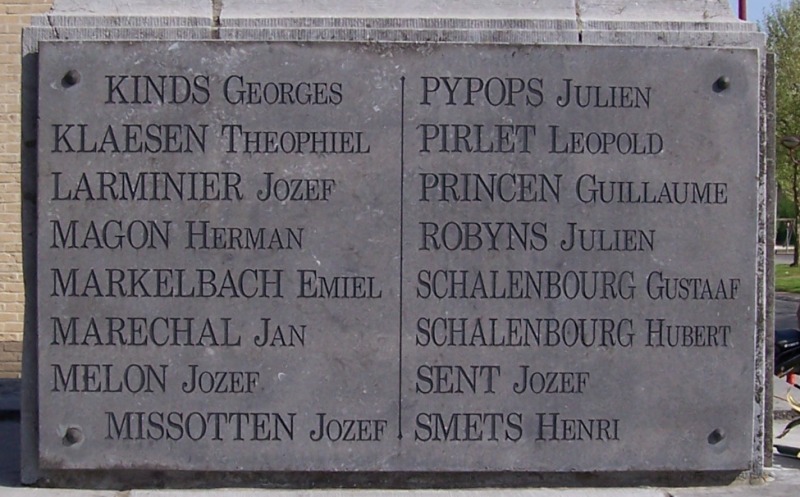 KINDS GEORGES
KLAESEN THEOPHIEL
LARMINIER JOZEF
MAGON HERMAN
MARKELBACH EMIEL
MARECHAL JAN
MELON JOZEF
MISSOTTEN JOZEF
PYPOPS JULIEN
PIRLET LEOPOLD
PRINCEN GUILLAUME
ROBYNS JULIEN
SCHALENBOURG GUSTAAF
SCHALENBOURG HUBERT
SENT JOZEF
SMETS HENRI